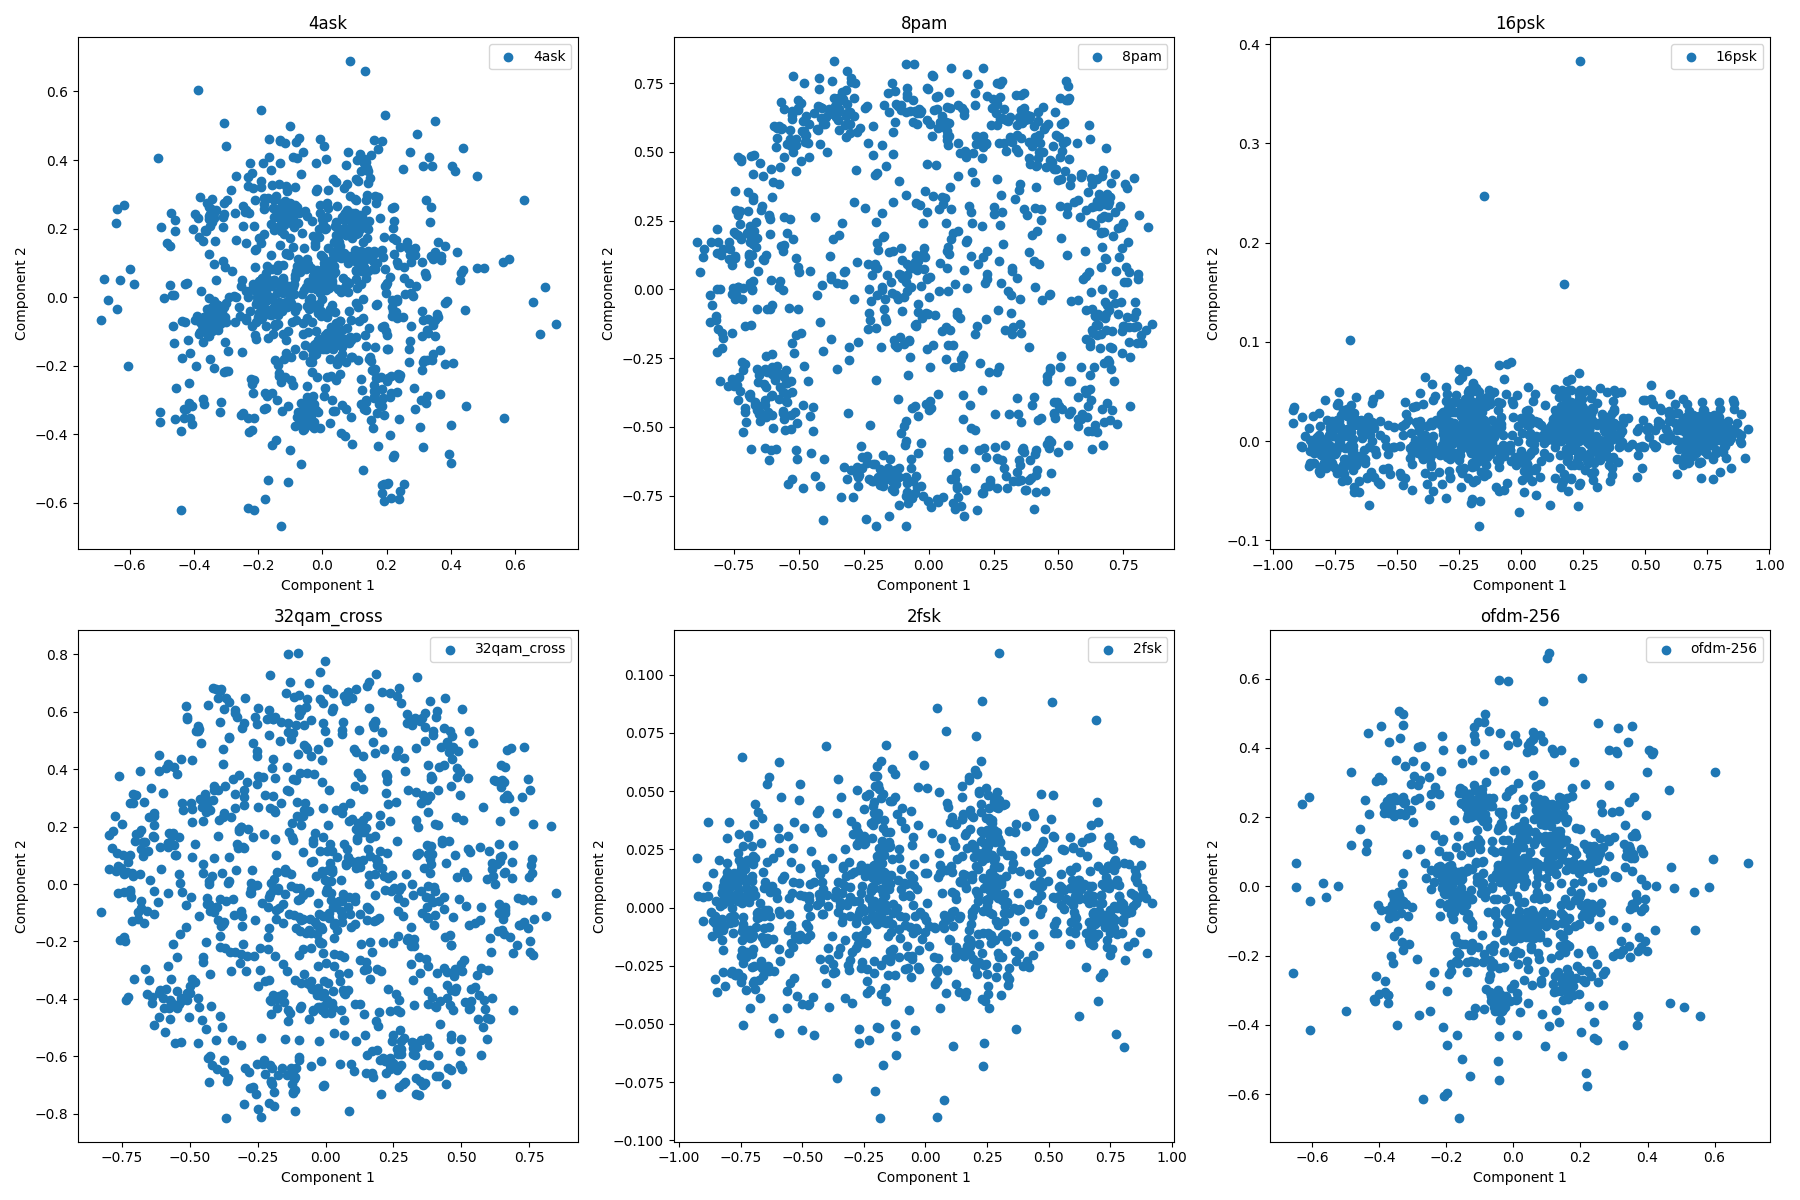 4ask
4ask
0.6
0.4
0.2
0.0
−0.2
−0.4
−0.6
Component 2
−0.6 −0.4 −0.2 0.0 0.2 0.4 0.6
Component 1
8pam
8pam
0.75
0.50
0.25
0.00
−0.25
−0.50
−0.75
Component 2
−0.75 −0.50 −0.25 0.00 0.25 0.50 0.75
Component 1
16psk
16psk
0.4
0.3
0.2
0.1
0.0
−0.1
Component 2
−1.00 −0.75 −0.50 −0.25 0.00 0.25 0.50 0.75 1.00
Component 1
32qam_cross
32qam_cross
0.8
0.6
0.4
0.2
0.0
−0.2
−0.4
−0.6
−0.8
Component 2
−0.75 −0.50 −0.25 0.00 0.25 0.50 0.75
Component 1
2fsk
2fsk
0.100
0.075
0.050
0.025
0.000
−0.025
−0.050
−0.075
−0.100
Component 2
−1.00 −0.75 −0.50 −0.25 0.00 0.25 0.50 0.75 1.00
Component 1
ofdm-256
ofdm-256
0.6
0.4
0.2
0.0
−0.2
−0.4
−0.6
Component 2
−0.6 −0.4 −0.2 0.0 0.2 0.4 0.6
Component 1